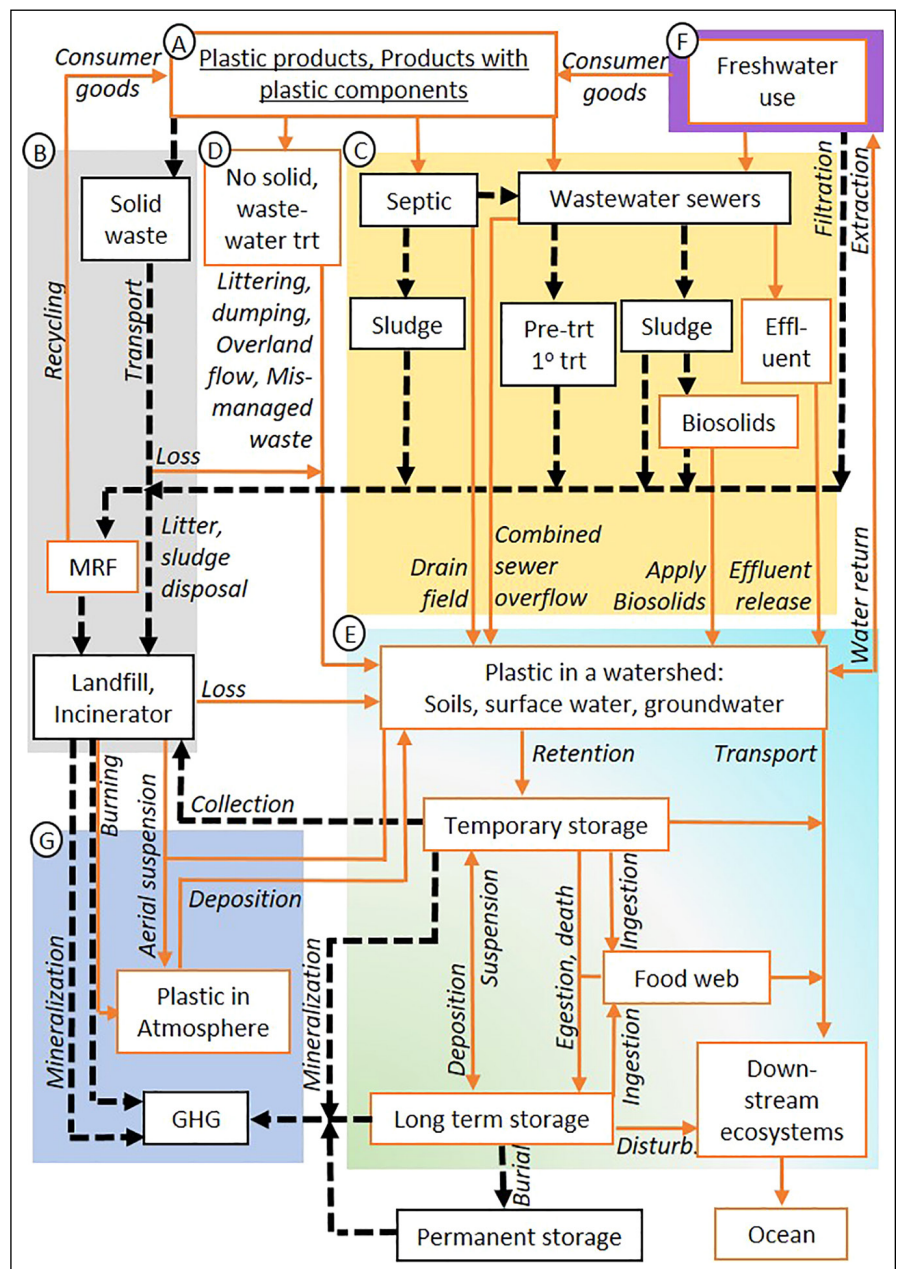 A
Plastic products, Products with
plastic components
Consumer
goods
Consumer
goods
F
Freshwater
use
B
D
C
Solid
waste
No solid,
waste-
water trt
Septic
Wastewater sewers
Filtration
Extraction
Recycling
Transport
Littering,
dumping,
Overland
flow, Mis-
managed
waste
Sludge
Pre-trt
1º trt
Sludge
Effl-
uent
Biosolids
Loss
MRF
Litter,
sludge
disposal
Drain
field
Combined
sewer
overflow
Apply
Biosolids
Effluent
release
Water return
E
Landfill,
Incinerator
Loss
Plastic in a watershed:
Soils, surface water, groundwater
Retention
Transport
Burning
Aerial suspension
Collection
Temporary storage
G
Deposition
Mineralization
Plastic in
Atmosphere
Mineralization
Deposition
Suspension
Egestion, death
Ingestion
Food web
Ingestion
GHG
Long term storage
Disturb.
Down-
stream
ecosystems
Burial
Permanent storage
Ocean